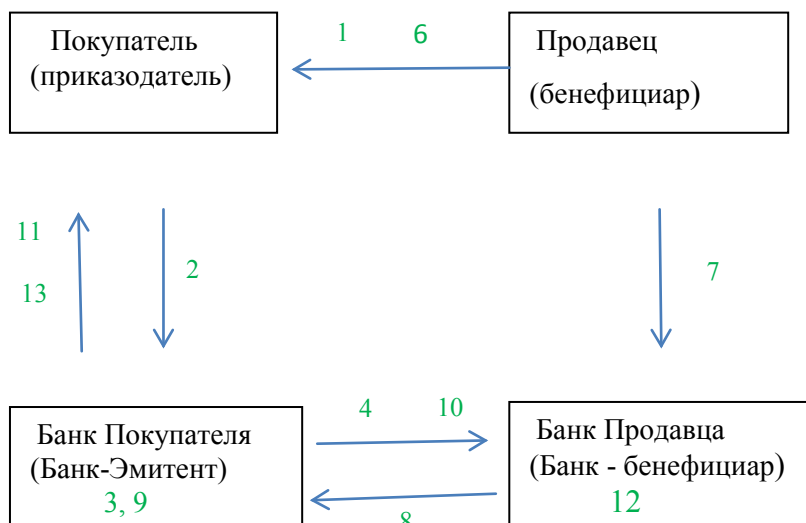 Покупатель
(приказодатель)
1 6
Продавец
(бенефициар)
11
13
2
7
Банк Покупателя
(Банк-Эмитент)
3, 9
4 10
8
Банк Продавца
(Банк - бенефициар)
12